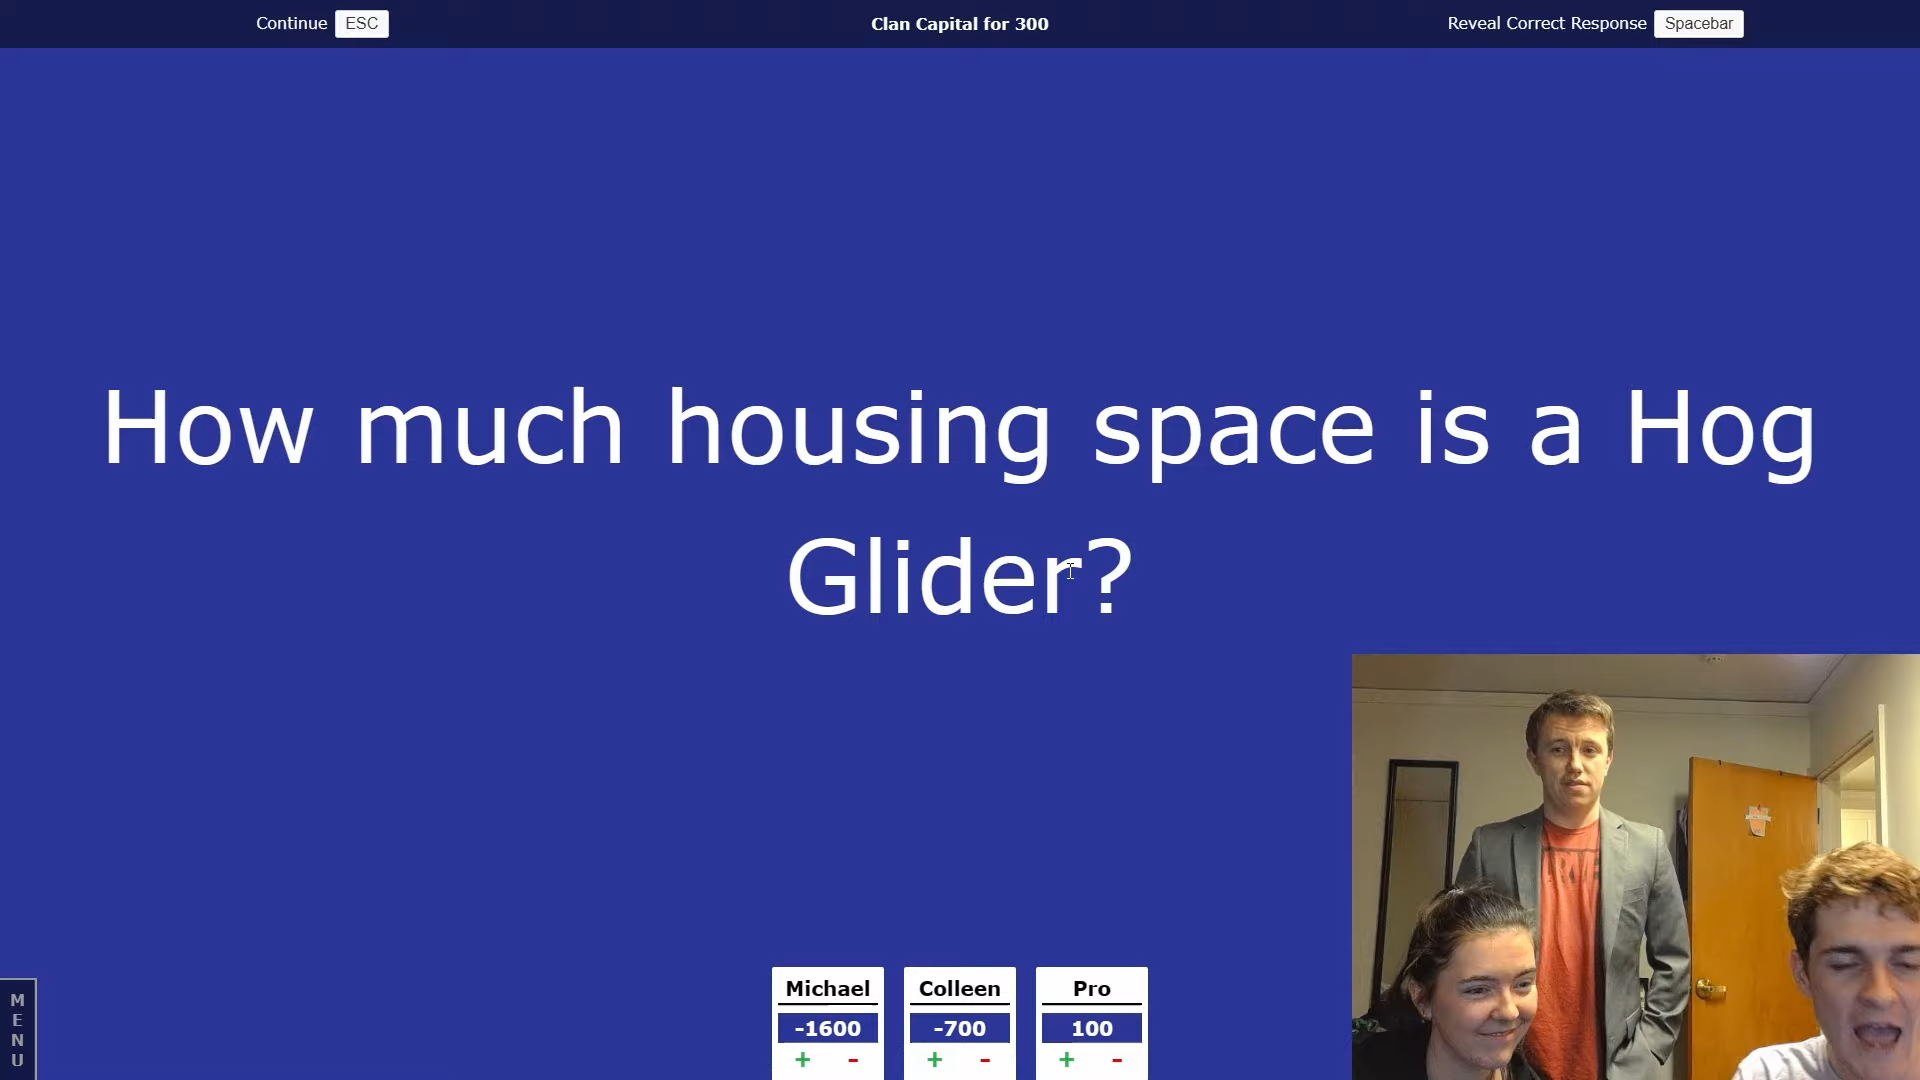 Continue ESC
Clan Capital for 300
Reveal Correct Response Spacebar
How much housing space is a Hog
Glider?
Michael
-1600
+ -
Colleen
-700
+ -
Pro
100
+ -
MENU